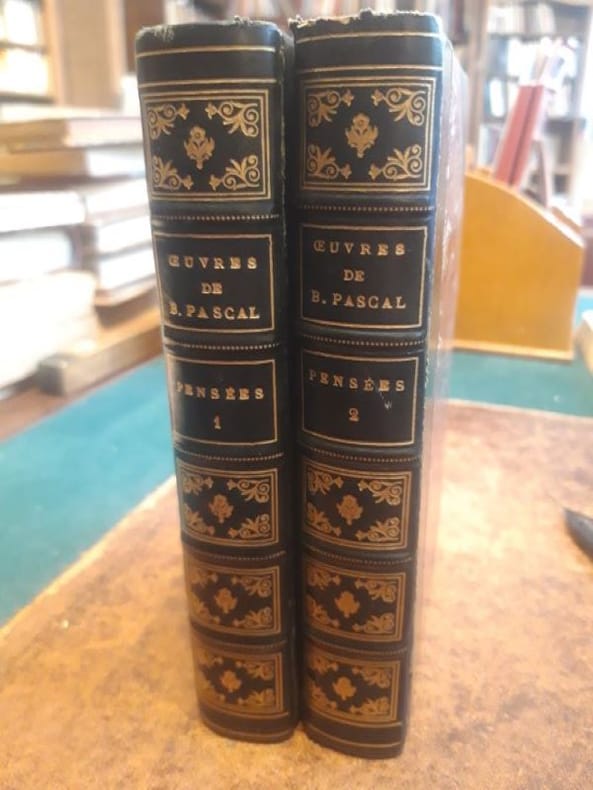 ŒUVRES
DE
B. PASCAL
PENSÉES
1
ŒUVRES
DE
B. PASCAL
PENSÉES
2